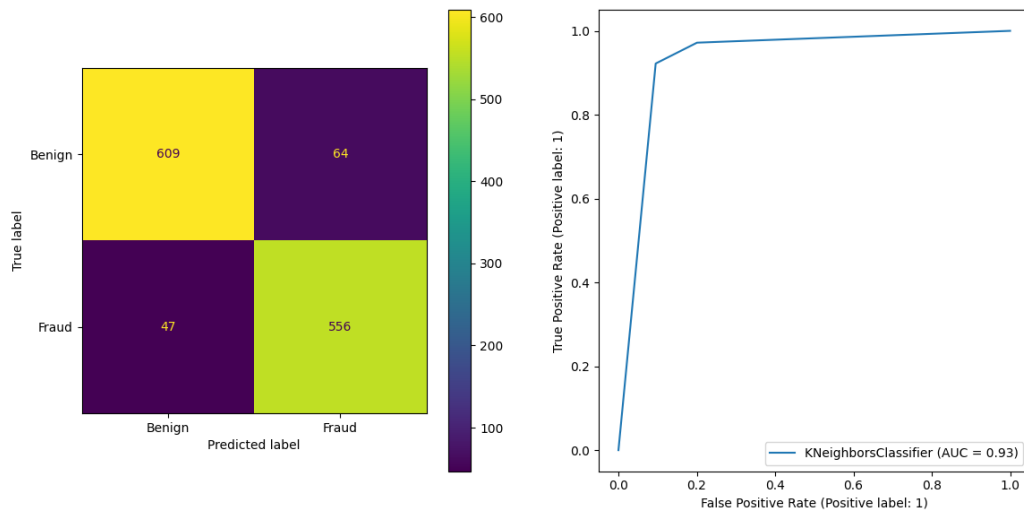 Benign
Fraud
True label
609
64
47
556
Benign
Fraud
Predicted label
600
500
400
300
200
100
True Positive Rate (Positive label: 1)
1.0
0.8
0.6
0.4
0.2
0.0
KNeighborsClassifier (AUC = 0.93)
0.0
0.2
0.4
0.6
0.8
1.0
False Positive Rate (Positive label: 1)